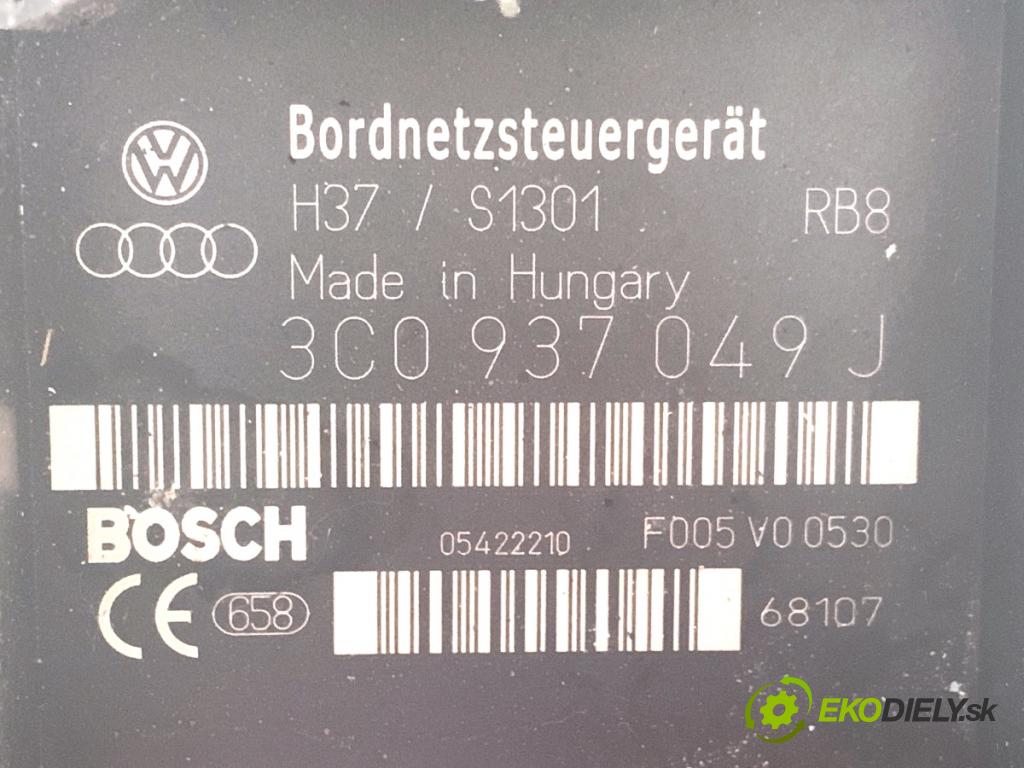 Bordnetzsteuergerät
H37 / S1301 RB8
Made in Hungary
3C0 937 049 J
BOSCH 05422210 F005 V0 0530
CE 658 68107
EKODIELY.sk